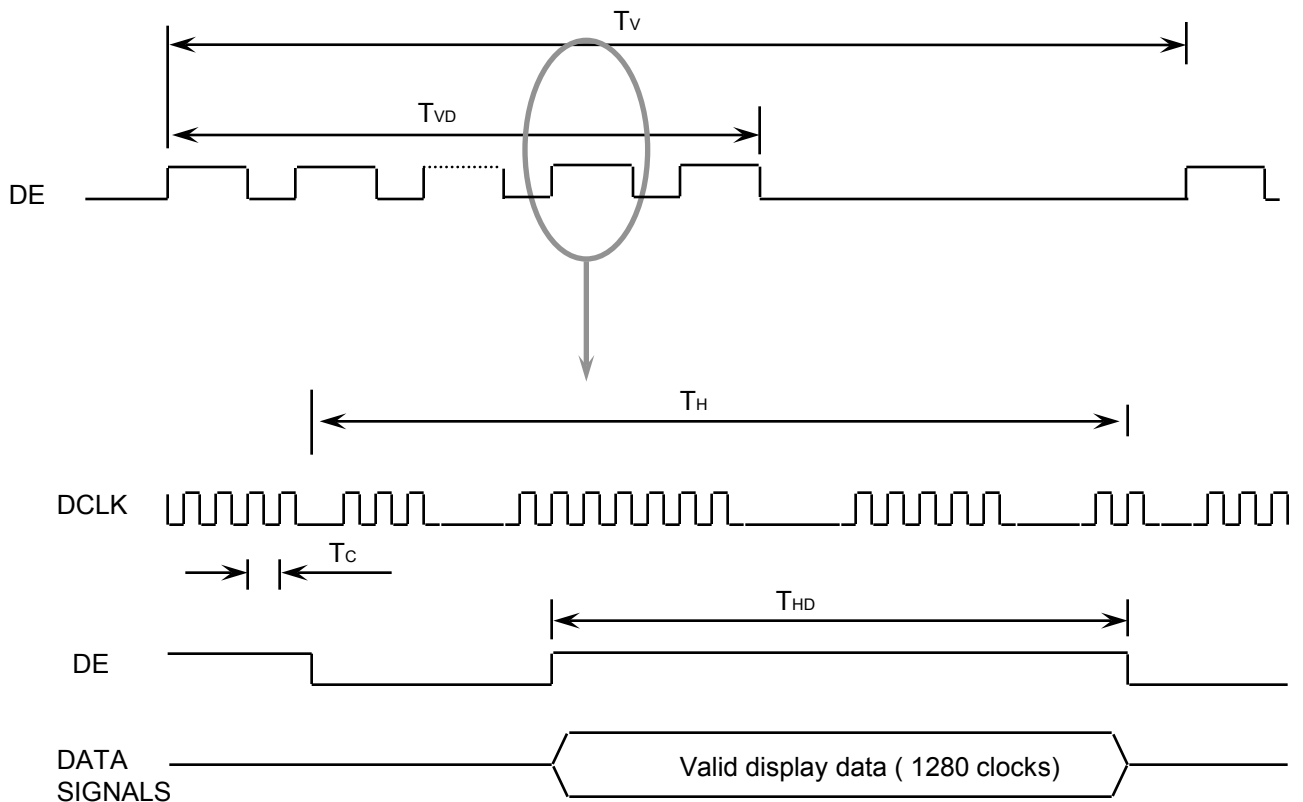 TV
TVD
DE
TH
DCLK
TC
THD
DE
DATA
SIGNALS
Valid display data ( 1280 clocks)